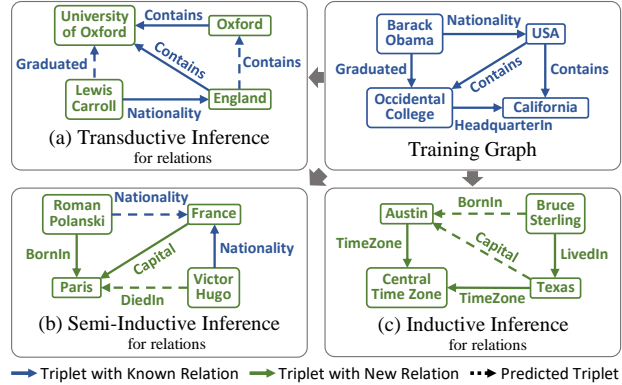 University
of Oxford
Contains
Oxford
Graduated
Contains
Contains
Lewis
Carroll
Nationality
England
(a) Transductive Inference
for relations
Barack
Obama
Nationality
USA
Graduated
Contains
Contains
Occidental
College
California
HeadquarterIn
Training Graph
Roman
Polanski
Nationality
France
BornIn
Capital
Nationality
Paris
DiedIn
Victor
Hugo
(b) Semi-Inductive Inference
for relations
Austin
BornIn
Bruce
Sterling
TimeZone
Capital
LivedIn
Central
Time Zone
TimeZone
Texas
(c) Inductive Inference
for relations
Triplet with Known Relation
Triplet with New Relation
Predicted Triplet